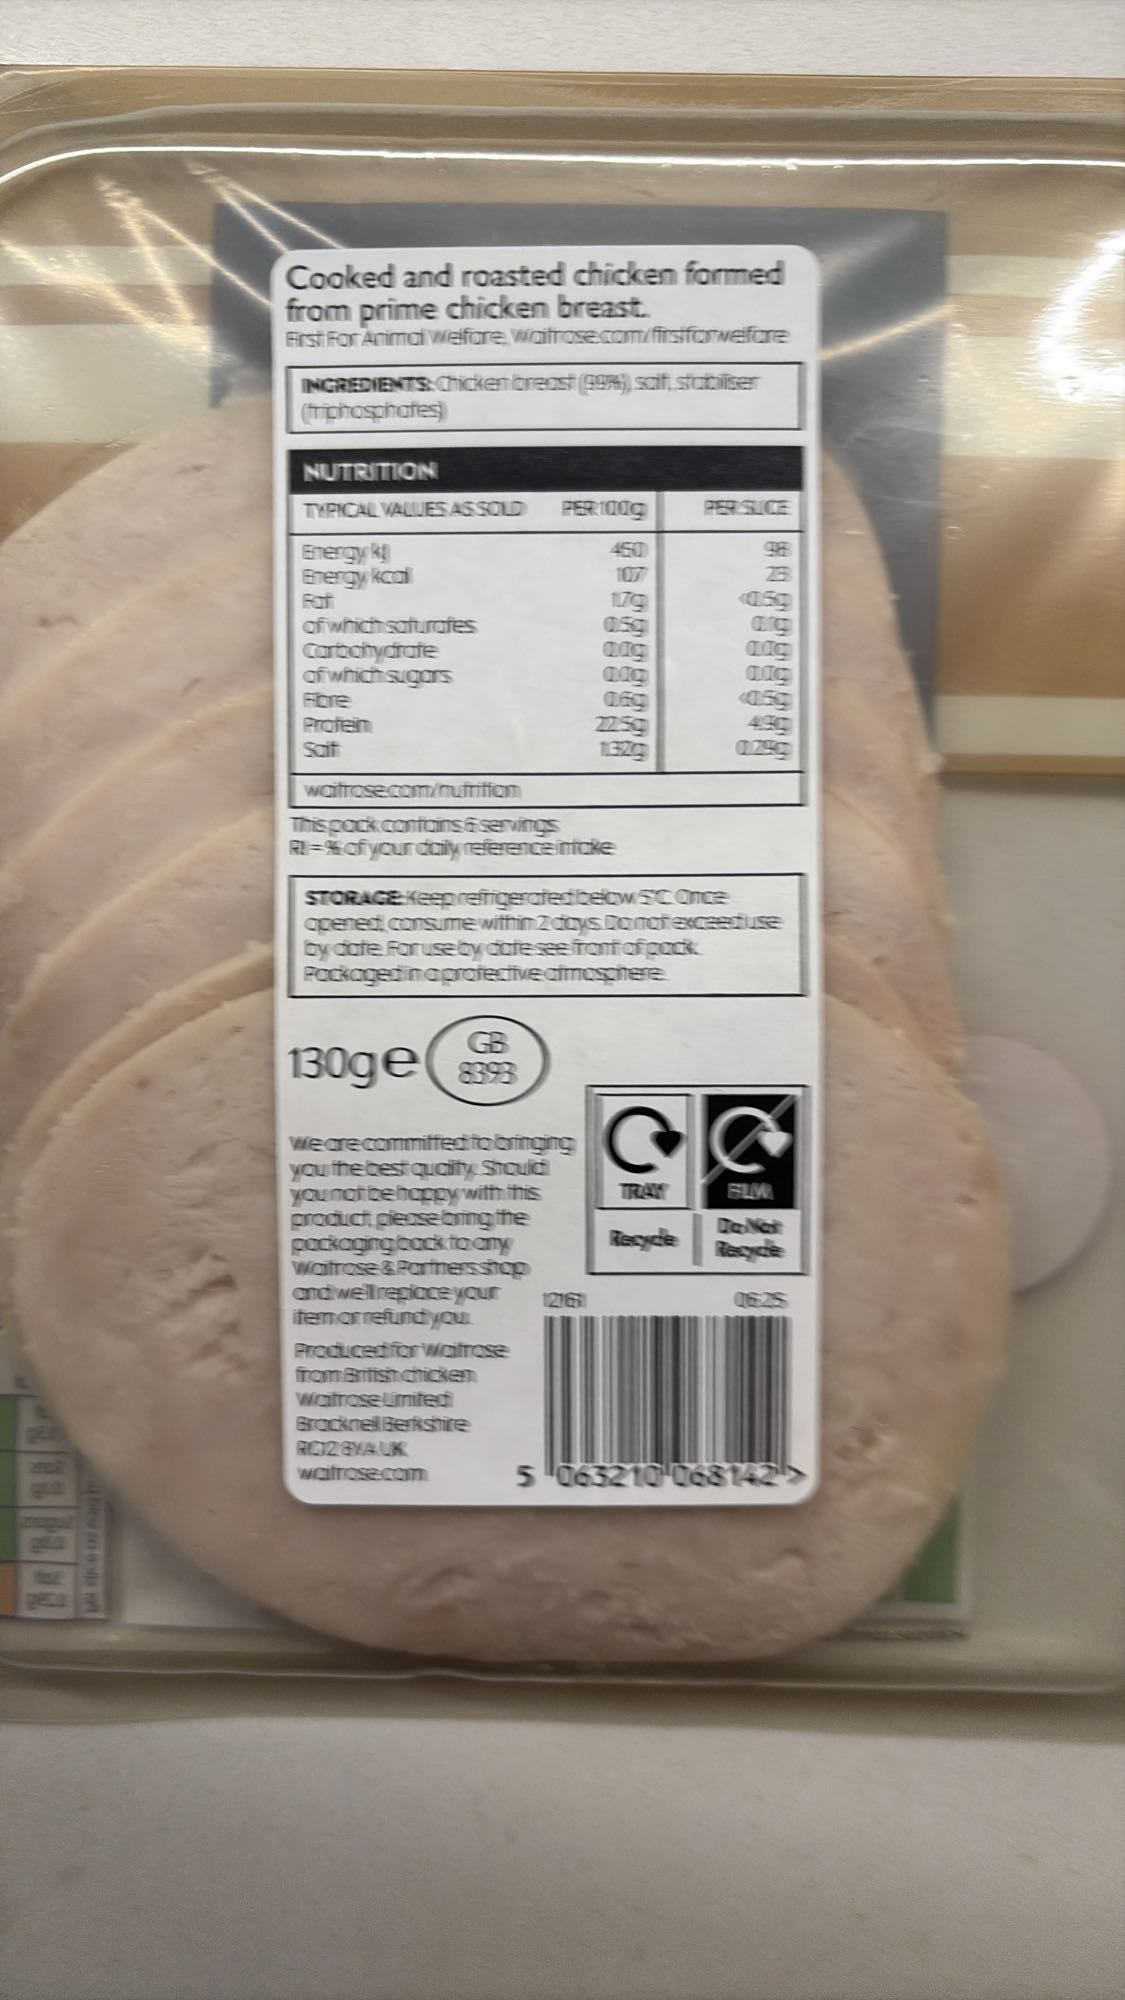 Cooked and roasted chicken formed
from prime chicken breast.
First For Animal Welfare, Waitrose.com/firstforwelfare
INGREDIENTS: Chicken breast (99%), salt, stabiliser
(triphosphates)
NUTRITION
TYPICAL VALUES AS SOLD PER 100g PER SLICE
Energy kJ 450 98
Energy kcal 107 23
Fat 1.7g <0.5g
of which saturates 0.5g 0.1g
Carbohydrate 0.0g 0.0g
of which sugars 0.0g 0.0g
Fibre 0.6g <0.5g
Protein 22.5g 4.9g
Salt 1.32g 0.29g
waitrose.com/nutrition
This pack contains 6 servings
RI = % of your daily reference intake
STORAGE: Keep refrigerated below 5°C. Once
opened, consume within 2 days. Do not exceed use
by date. For use by date see front of pack.
Packaged in a protective atmosphere.
130g e
GB
8393
We are committed to bringing
you the best quality. Should
you not be happy with this
product, please bring the
packaging back to any
Waitrose & Partners shop
and we'll replace your
item or refund you.
TRAY
Recycle
FILM
Do Not
Recycle
Produced for Waitrose
from British chicken
Waitrose Limited
Bracknell Berkshire
RG12 8YA UK
waitrose.com
12161 06.25
5 063210 068142 >